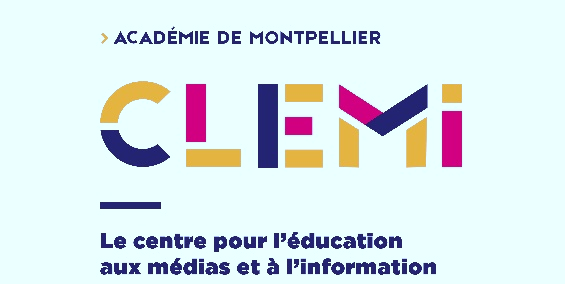 > ACADÉMIE DE MONTPELLIER
CLEMI
Le centre pour l'éducation
aux médias et à l'information